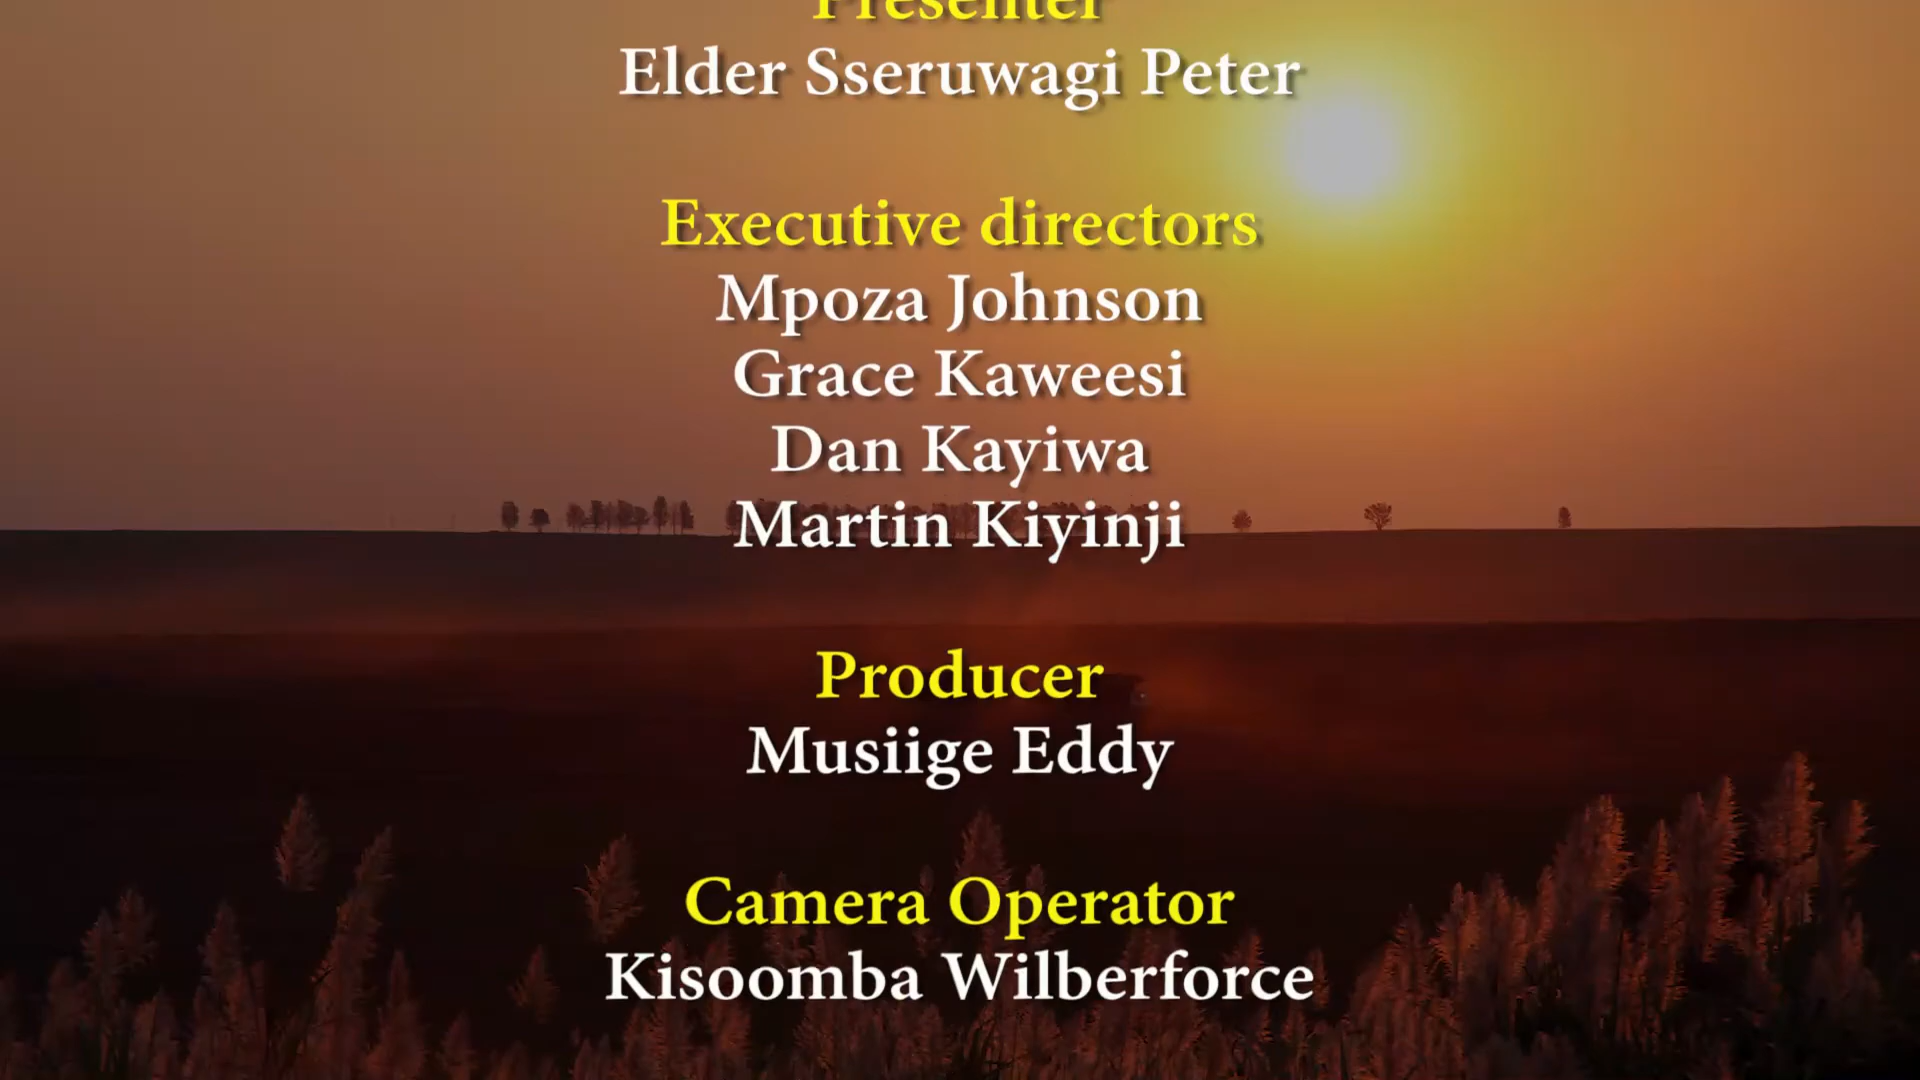 Presenter
Elder Sseruwagi Peter
Executive directors
Mpoza Johnson
Grace Kaweesi
Dan Kayiwa
Martin Kiyinji
Producer
Musiige Eddy
Camera Operator
Kisoomba Wilberforce